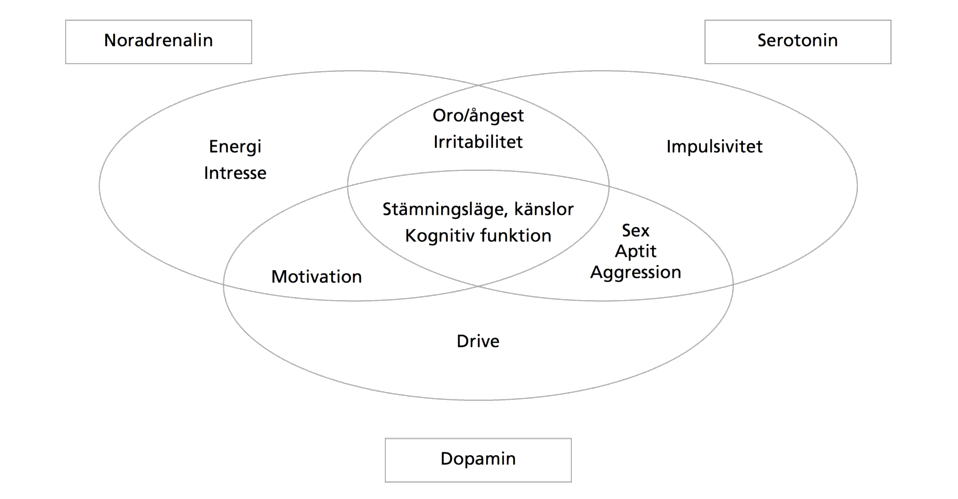 Noradrenalin
Serotonin
Oro/ångest
Irritabilitet
Energi
Intresse
Impulsivitet
Stämningsläge, känslor
Kognitiv funktion
Sex
Aptit
Aggression
Motivation
Drive
Dopamin